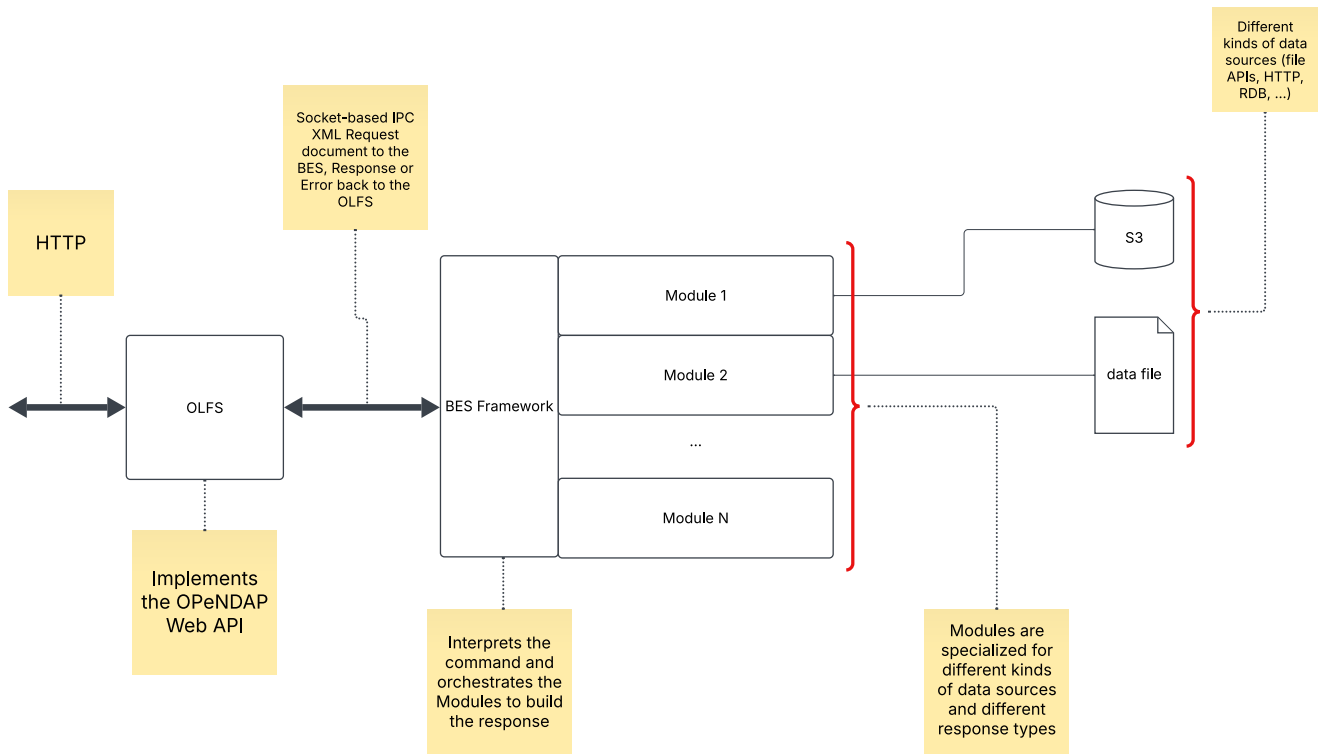 Different
kinds of data
sources (file
APIs, HTTP,
RDB, ...)
Socket-based IPC
XML Request
document to the
BES, Response or
Error back to the
OLFS
HTTP
S3
Module 1
Module 2
data file
OLFS
BES Framework
...
Module N
Implements
the OPeNDAP
Web API
Interprets the
command and
orchestrates the
Modules to build
the response
Modules are
specialized for
different kinds
of data sources
and different
response types